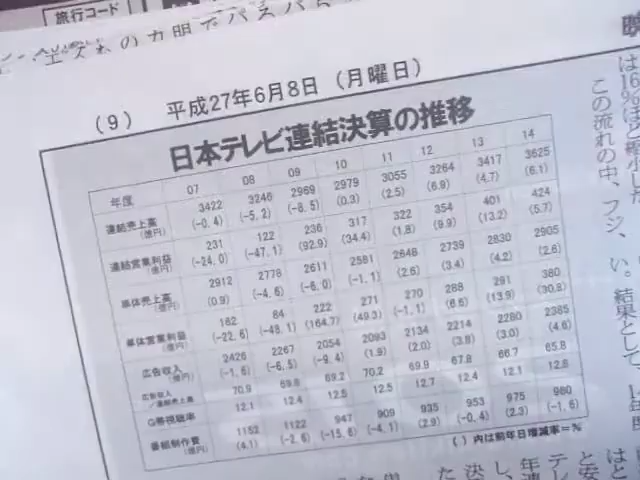 旅行コード
(9) 平成27年6月8日 (月曜日)
日本テレビ連結決算の推移
年度 07 08 09 10 11 12 13 14
連結売上高(億円) 3422 3246 2969 2979 3055 3264 3417 3625
(-0.4) (-5.2) (-8.5) (0.3) (2.5) (6.9) (4.7) (6.1)
連結営業利益(億円) 231 122 236 317 322 354 401 424
(-24.0) (-47.1) (92.9) (34.4) (1.8) (9.9) (13.2) (5.7)
単体売上高(億円) 2912 2778 2611 2581 2648 2739 2830 2905
(0.9) (-4.6) (-6.0) (-1.1) (2.6) (3.4) (4.2) (2.6)
単体営業利益(億円) 162 84 222 271 270 288 291 380
(-22.6) (-48.1) (164.7) (49.3) (-1.1) (6.5) (13.9) (30.8)
広告収入(億円) 2426 2267 2054 2093 2134 2214 2280 2385
(-1.6) (-6.5) (-9.4) (1.9) (2.0) (3.8) (3.0) (4.6)
広告収入/連結売上高 70.9 69.8 69.2 70.2 69.9 67.8 66.7 65.8
G帯視聴率 12.1 12.4 12.5 12.5 12.7 12.4 12.1 12.8
番組制作費(億円) 1152 1122 947 909 935 953 975 960
(4.1) (-2.6) (-15.6) (-4.1) (2.9) (-0.4) (2.3) (-1.6)
( )内は前年日増減率=%
は16%ほど
この流れの中、フジ、
い。結果として、